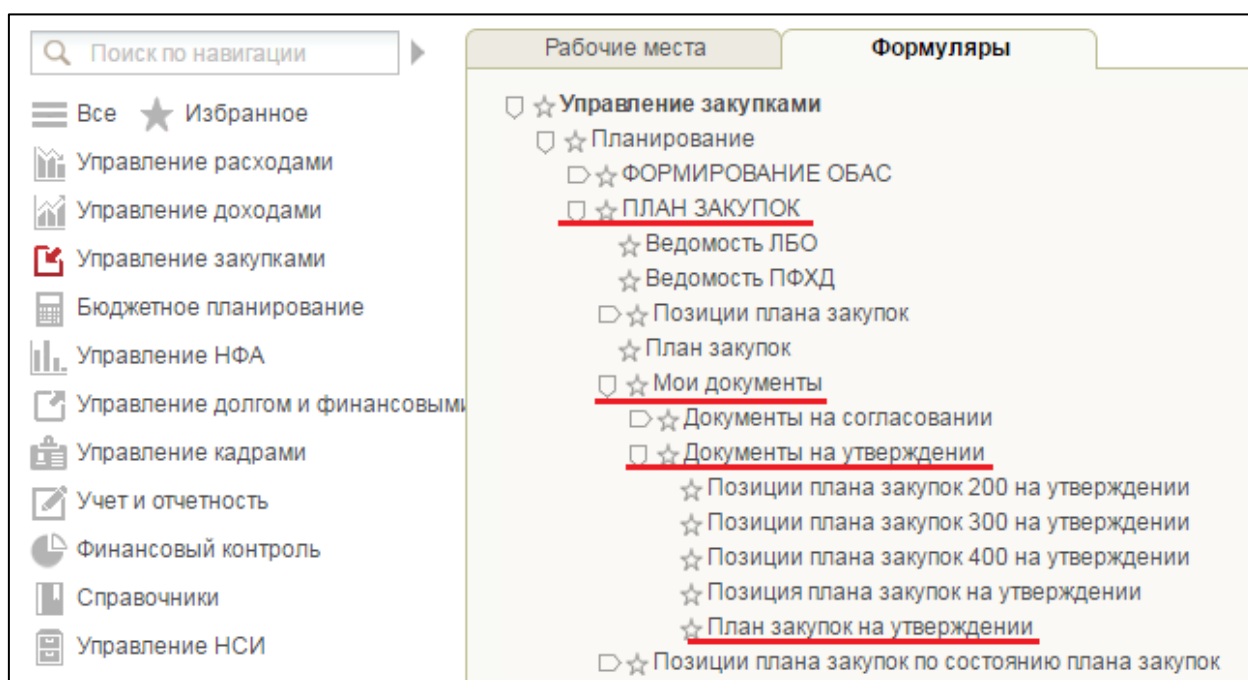 Поиск по навигации
Все Избранное
Управление расходами
Управление доходами
Управление закупками
Бюджетное планирование
Управление НФА
Управление долгом и финансовыми
Управление кадрами
Учет и отчетность
Финансовый контроль
Справочники
Управление НСИ
Рабочие места Формуляры
Управление закупками
Планирование
ФОРМИРОВАНИЕ ОБАС
ПЛАН ЗАКУПОК
Ведомость ЛБО
Ведомость ПФХД
Позиции плана закупок
План закупок
Мои документы
Документы на согласовании
Документы на утверждении
Позиции плана закупок 200 на утверждении
Позиции плана закупок 300 на утверждении
Позиции плана закупок 400 на утверждении
Позиция плана закупок на утверждении
План закупок на утверждении
Позиции плана закупок по состоянию плана закупок